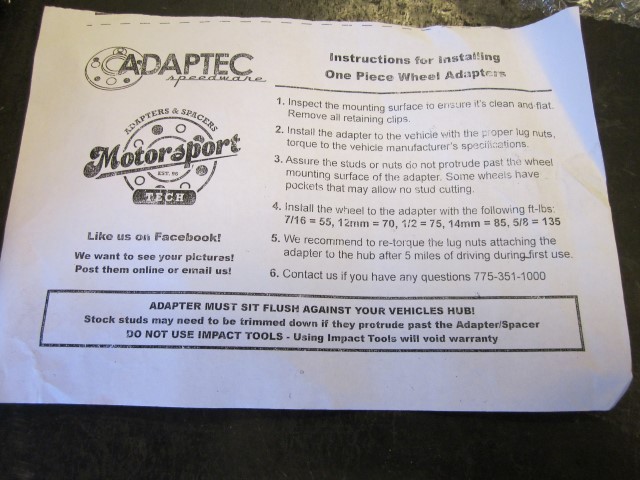 ADAPTEC
speedware
ADAPTERS & SPACERS
Motorsport
EST. 96
TECH
Like us on Facebook!
We want to see your pictures!
Post them online or email us!
Instructions for Installing
One Piece Wheel Adapters
1. Inspect the mounting surface to ensure it's clean and flat.
Remove all retaining clips.
2. Install the adapter to the vehicle with the proper lug nuts,
torque to the vehicle manufacturer's specifications.
3. Assure the studs or nuts do not protrude past the wheel
mounting surface of the adapter. Some wheels have
pockets that may allow no stud cutting.
4. Install the wheel to the adapter with the following ft-lbs:
7/16 = 55, 12mm = 70, 1/2 = 75, 14mm = 85, 5/8 = 135
5. We recommend to re-torque the lug nuts attaching the
adapter to the hub after 5 miles of driving during first use.
6. Contact us if you have any questions 775-351-1000
ADAPTER MUST SIT FLUSH AGAINST YOUR VEHICLES HUB!
Stock studs may need to be trimmed down if they protrude past the Adapter/Spacer
DO NOT USE IMPACT TOOLS - Using Impact Tools will void warranty